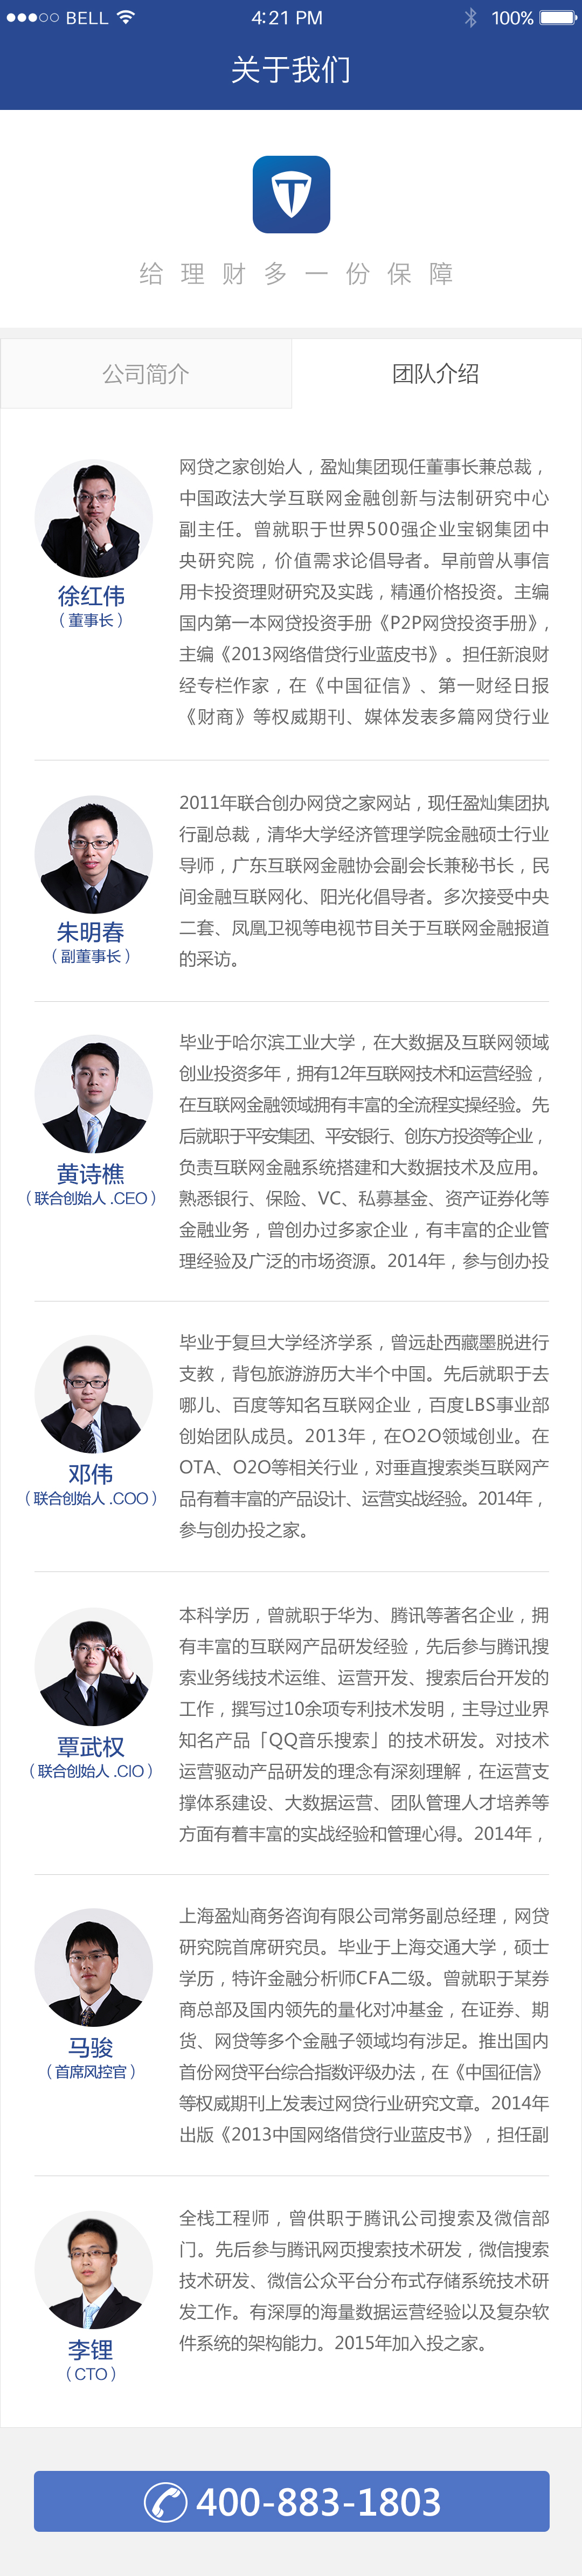 BELL 4:21 PM 100%
关于我们
给理财多一份保障
公司简介 团队介绍
徐红伟
（董事长）
网贷之家创始人，盈灿集团现任董事长兼总裁，
中国政法大学互联网金融创新与法制研究中心
副主任。曾就职于世界500强企业宝钢集团中
央研究院，价值需求论倡导者。早前曾从事信
用卡投资理财研究及实践，精通价格投资。主编
国内第一本网贷投资手册《P2P网贷投资手册》,
主编《2013网络借贷行业蓝皮书》。担任新浪财
经专栏作家，在《中国征信》、第一财经日报
《财商》等权威期刊、媒体发表多篇网贷行业
朱明春
（副董事长）
2011年联合创办网贷之家网站，现任盈灿集团执
行副总裁，清华大学经济管理学院金融硕士行业
导师，广东互联网金融协会副会长兼秘书长，民
间金融互联网化、阳光化倡导者。多次接受中央
二套、凤凰卫视等电视节目关于互联网金融报道
的采访。
黄诗樵
（联合创始人 .CEO）
毕业于哈尔滨工业大学，在大数据及互联网领域
创业投资多年，拥有12年互联网技术和运营经验，
在互联网金融领域拥有丰富的全流程实操经验。先
后就职于平安集团、平安银行、创东方投资等企业，
负责互联网金融系统搭建和大数据技术及应用。
熟悉银行、保险、VC、私募基金、资产证券化等
金融业务，曾创办过多家企业，有丰富的企业管
理经验及广泛的市场资源。2014年，参与创办投
邓伟
（联合创始人 .COO）
毕业于复旦大学经济学系，曾远赴西藏墨脱进行
支教，背包旅游游历大半个中国。先后就职于去
哪儿、百度等知名互联网企业，百度LBS事业部
创始团队成员。2013年，在O2O领域创业。在
OTA、O2O等相关行业，对垂直搜索类互联网产
品有着丰富的产品设计、运营实战经验。2014年，
参与创办投之家。
覃武权
（联合创始人 .CIO）
本科学历，曾就职于华为、腾讯等著名企业，拥
有丰富的互联网产品研发经验，先后参与腾讯搜
索业务线技术运维、运营开发、搜索后台开发的
工作，撰写过10余项专利技术发明，主导过业界
知名产品「QQ音乐搜索」的技术研发。对技术
运营驱动产品研发的理念有深刻理解，在运营支
撑体系建设、大数据运营、团队管理人才培养等
方面有着丰富的实战经验和管理心得。2014年，
马骏
（首席风控官）
上海盈灿商务咨询有限公司常务副总经理，网贷
研究院首席研究员。毕业于上海交通大学，硕士
学历，特许金融分析师CFA二级。曾就职于某券
商总部及国内领先的量化对冲基金，在证券、期
货、网贷等多个金融子领域均有涉足。推出国内
首份网贷平台综合指数评级办法，在《中国征信》
等权威期刊上发表过网贷行业研究文章。2014年
出版《2013中国网络借贷行业蓝皮书》，担任副
李锂
（CTO）
全栈工程师，曾供职于腾讯公司搜索及微信部
门。先后参与腾讯网页搜索技术研发，微信搜索
技术研发、微信公众平台分布式存储系统技术研
发工作。有深厚的海量数据运营经验以及复杂软
件系统的架构能力。2015年加入投之家。
400-883-1803